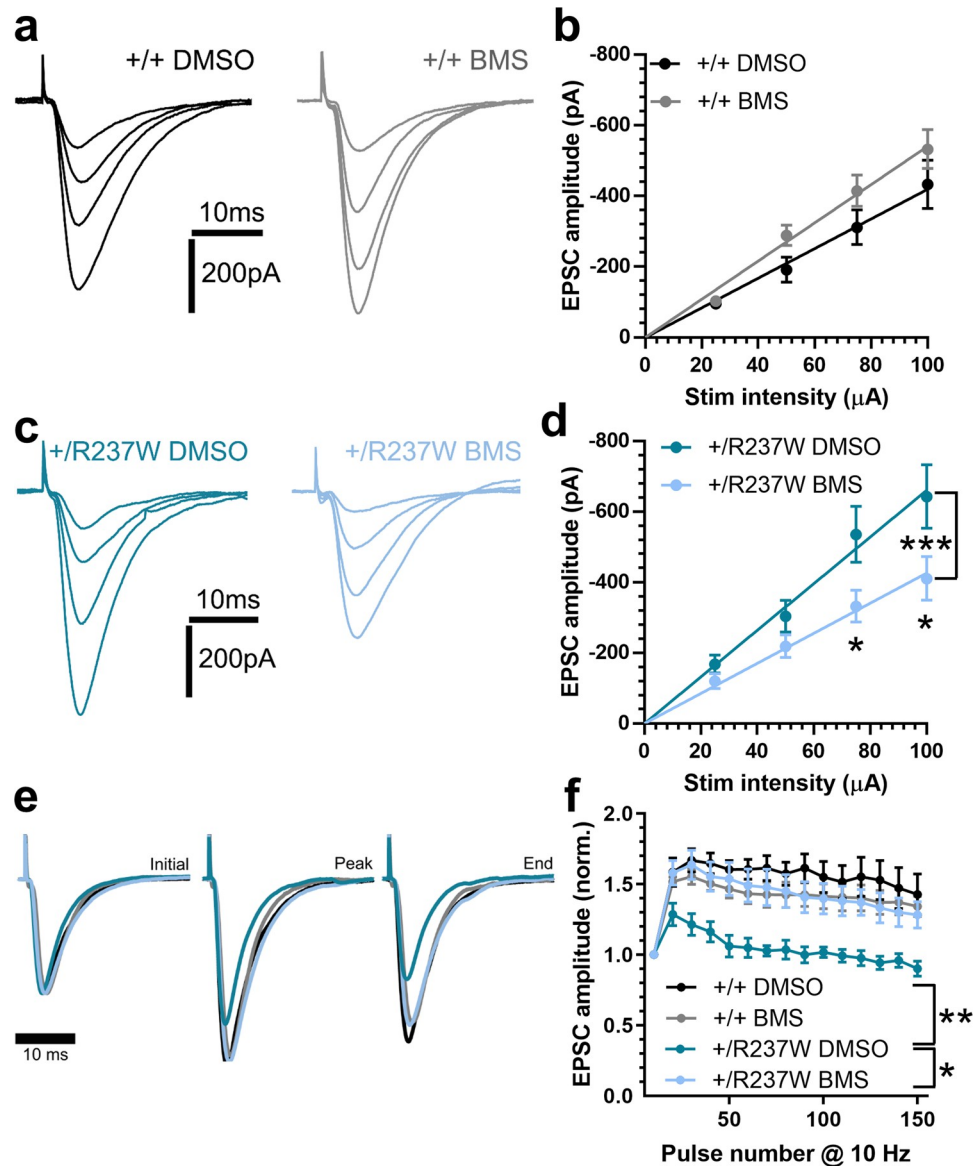 a
+/+ DMSO
+/+ BMS
10ms
200pA
b
-800
-600
-400
-200
0
EPSC amplitude (pA)
+/+ DMSO
+/+ BMS
0 20 40 60 80 100
Stim intensity (μA)
c
+/R237W DMSO
+/R237W BMS
10ms
200pA
d
-800
-600
-400
-200
0
EPSC amplitude (pA)
+/R237W DMSO
+/R237W BMS
***
*
*
0 20 40 60 80 100
Stim intensity (μA)
e
Initial
Peak
End
10 ms
f
2.0
1.5
1.0
0.5
0.0
EPSC amplitude (norm.)
+/+ DMSO
+/+ BMS
+/R237W DMSO
+/R237W BMS
**
*
50 100 150
Pulse number @ 10 Hz